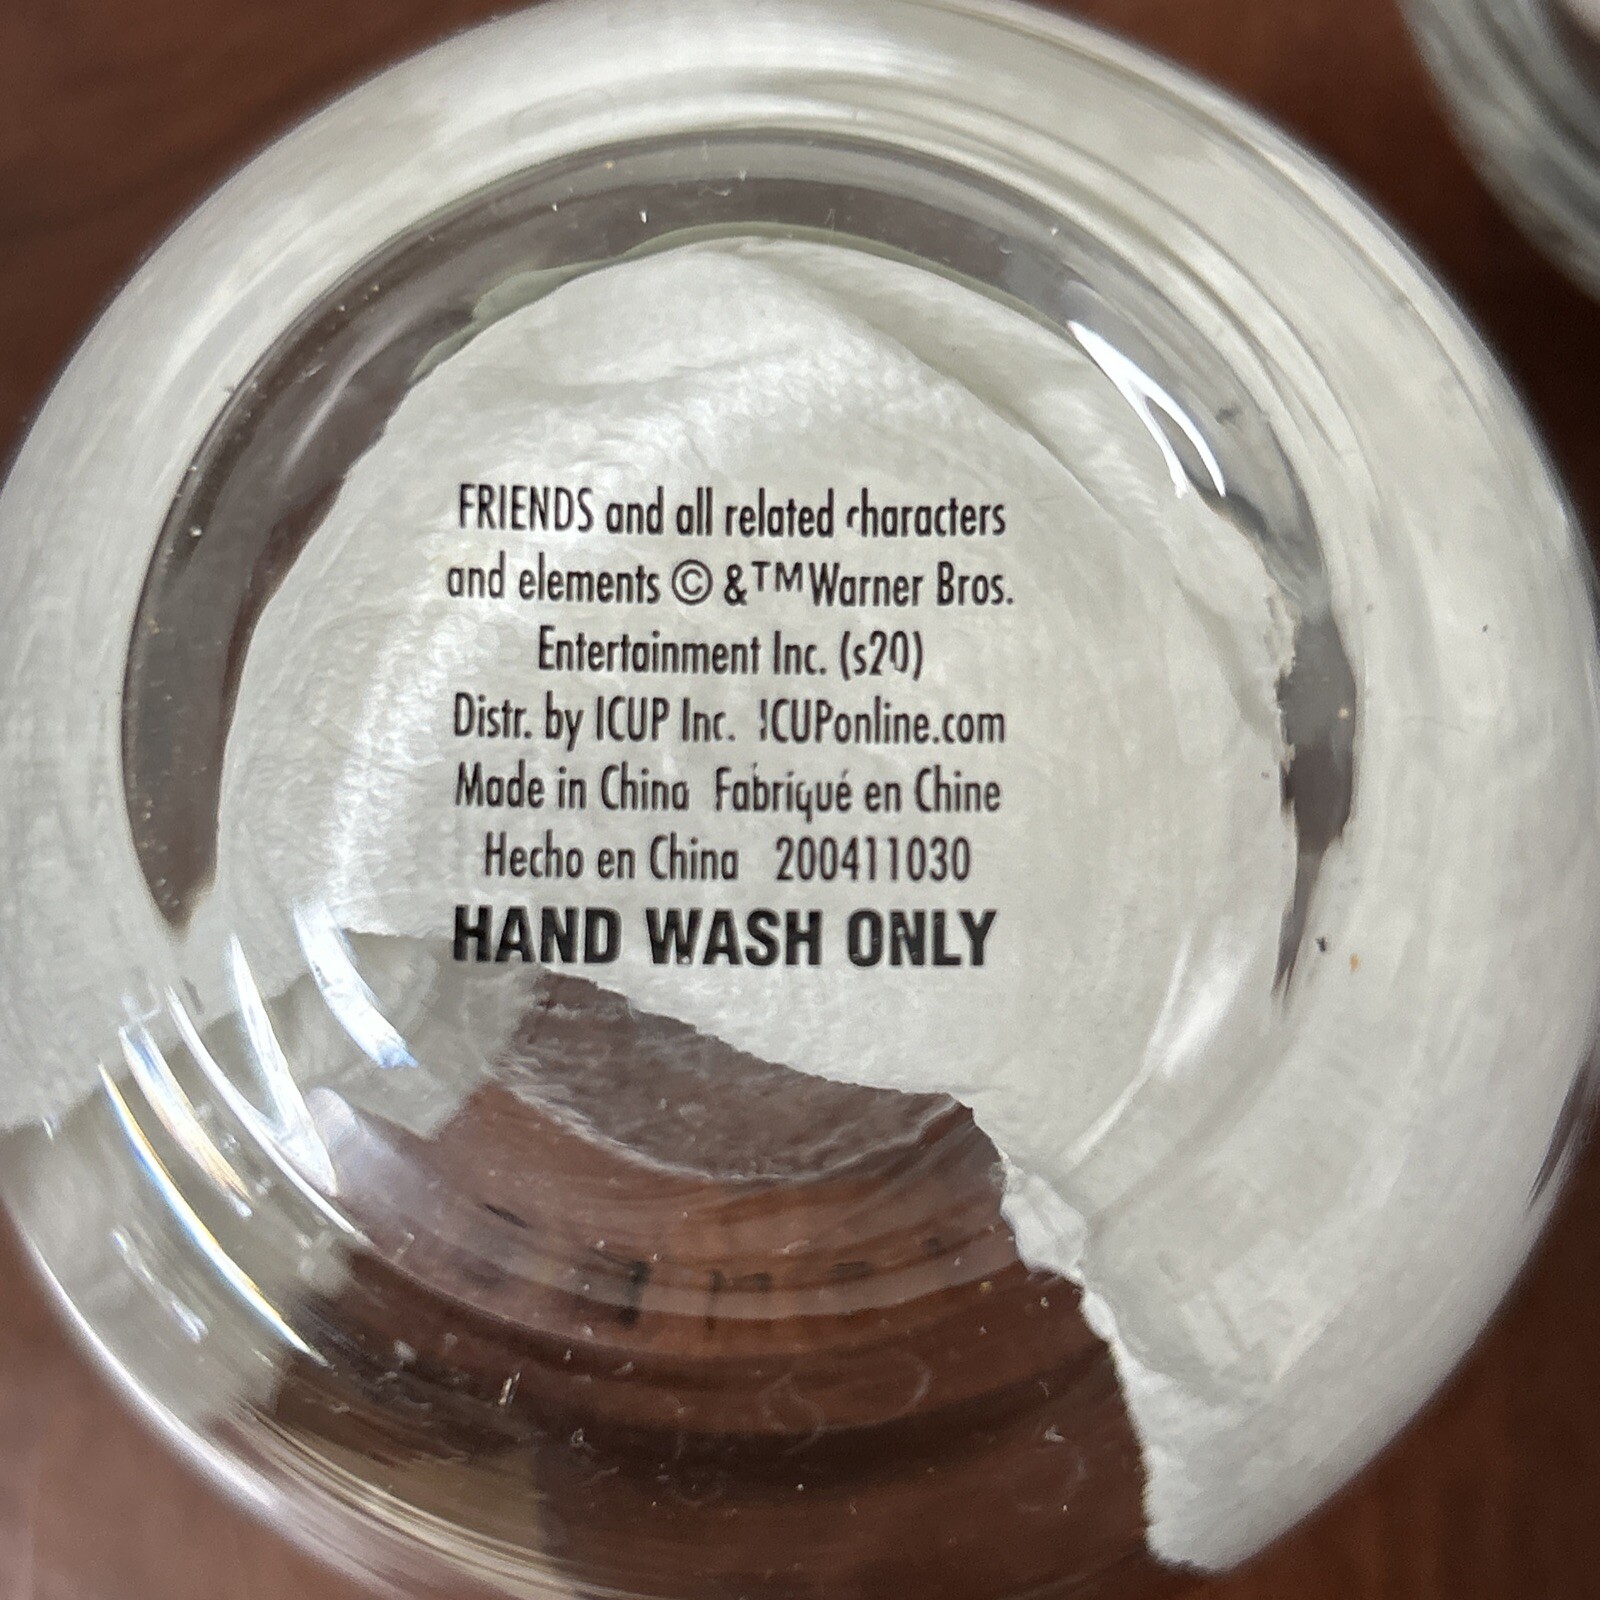 FRIENDS and all related characters
and elements © &™ Warner Bros.
Entertainment Inc. (s20)
Distr. by ICUP Inc. ICUPonline.com
Made in China Fabriqué en Chine
Hecho en China 200411030
HAND WASH ONLY